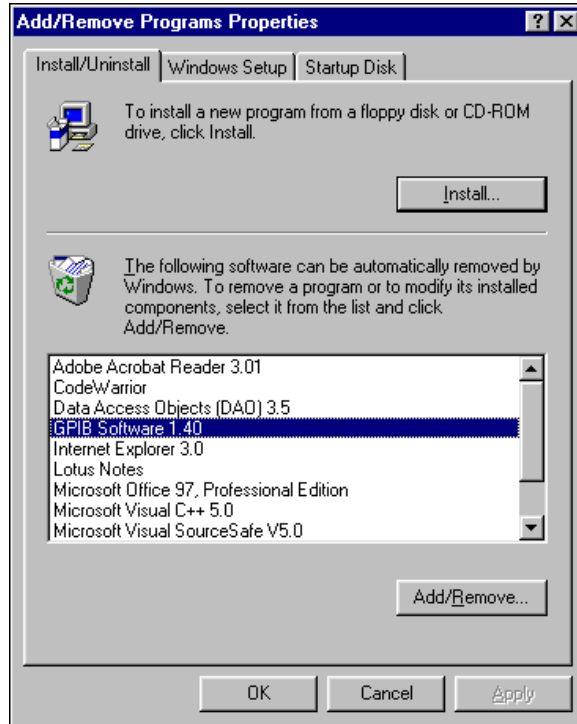 Add/Remove Programs Properties
Install/Uninstall Windows Setup Startup Disk
To install a new program from a floppy disk or CD-ROM
drive, click Install.
Install...
The following software can be automatically removed by
Windows. To remove a program or to modify its installed
components, select it from the list and click
Add/Remove.
Adobe Acrobat Reader 3.01
CodeWarrior
Data Access Objects (DAO) 3.5
GPIB Software 1.40
Internet Explorer 3.0
Lotus Notes
Microsoft Office 97, Professional Edition
Microsoft Visual C++ 5.0
Microsoft Visual SourceSafe V5.0
Add/Remove...
OK Cancel Apply